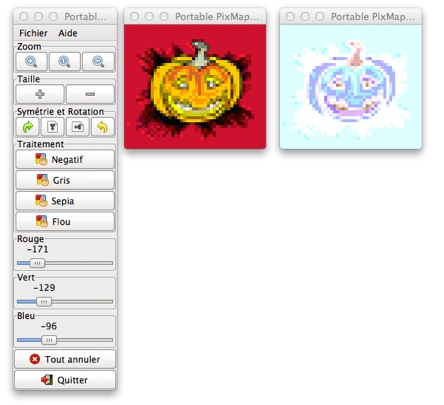 Portabl...
Portable PixMap...
Portable PixMap...
Fichier Aide
Zoom
Taille
Symétrie et Rotation
Traitement
Negatif
Gris
Sepia
Flou
Rouge
-171
Vert
-129
Bleu
-96
Tout annuler
Quitter